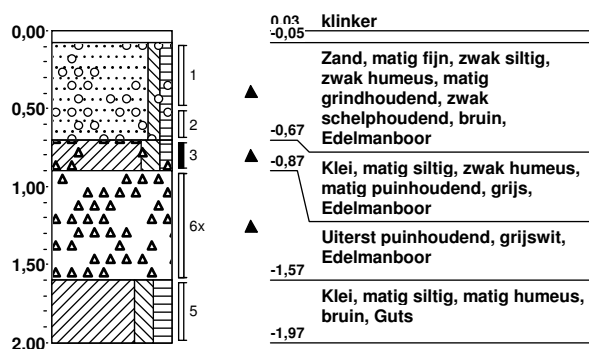 0,00
0,50
1,00
1,50
2,00
1
2
3
6x
5
0,03 klinker
-0,05
Zand, matig fijn, zwak siltig,
zwak humeus, matig
grindhoudend, zwak
schelphoudend, bruin,
Edelmanboor
-0,67
Klei, matig siltig, zwak humeus,
matig puinhoudend, grijs,
Edelmanboor
-0,87
Uiterst puinhoudend, grijswit,
Edelmanboor
-1,57
Klei, matig siltig, matig humeus,
bruin, Guts
-1,97